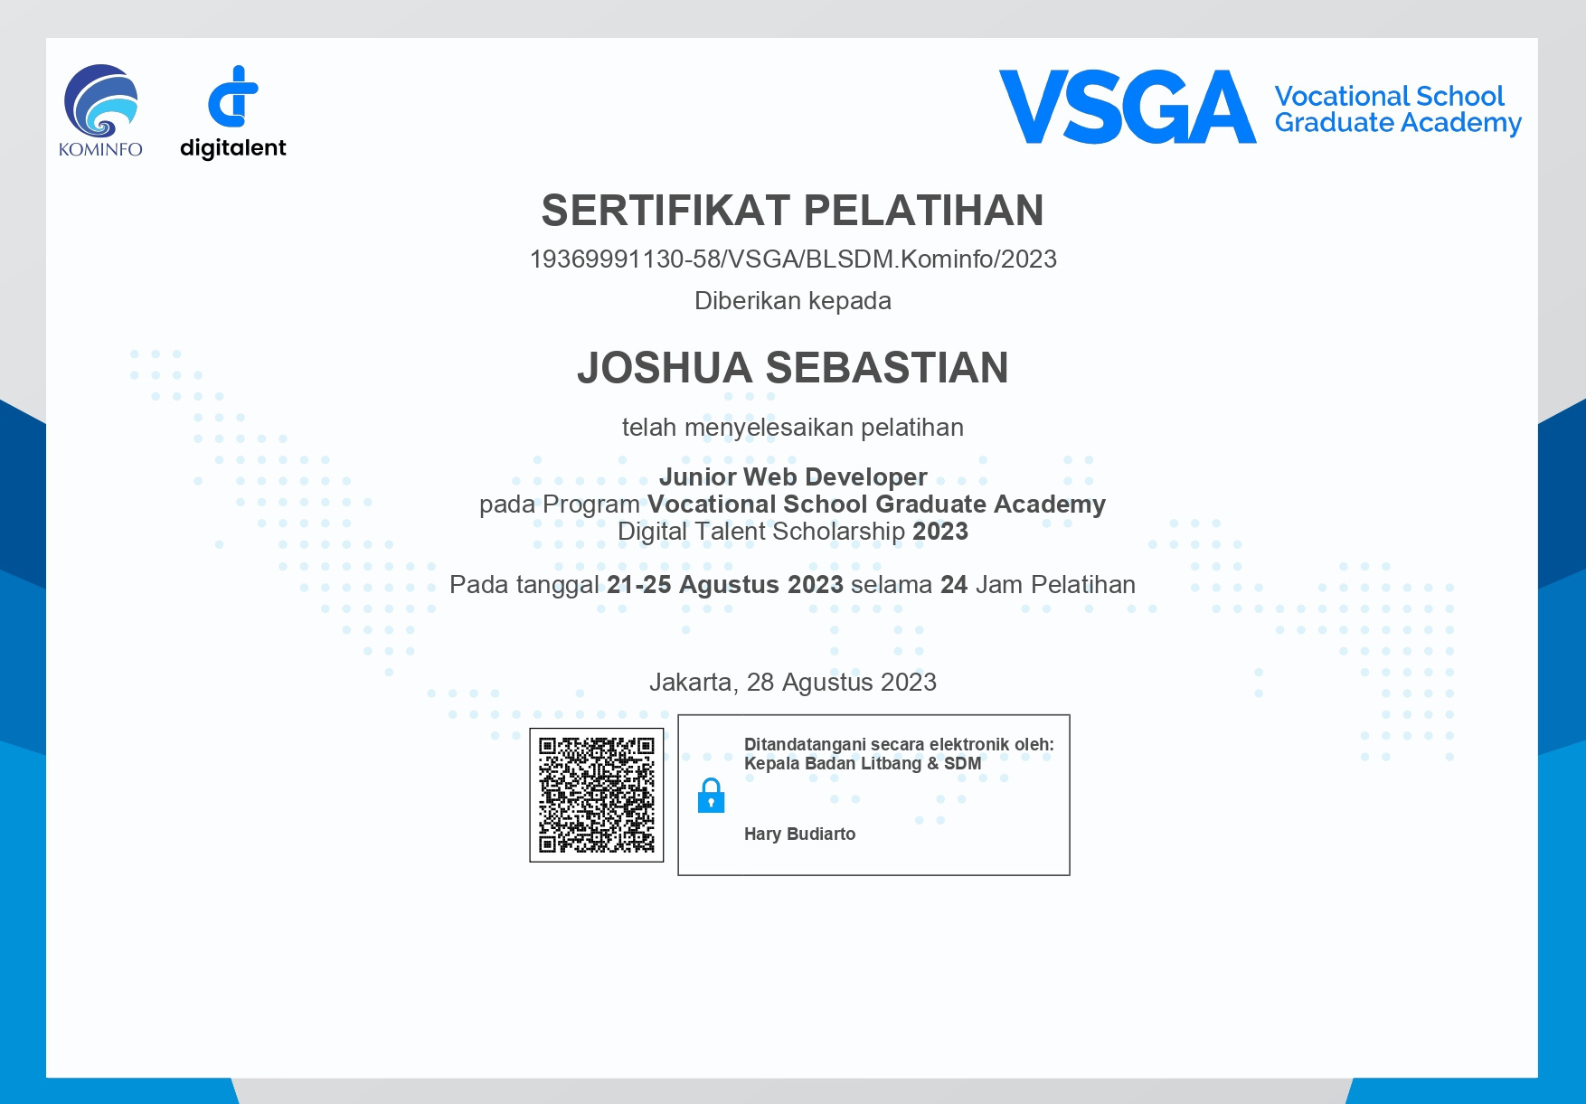 KOMINFO
digitalent
VSGA
Vocational School
Graduate Academy
SERTIFIKAT PELATIHAN
19369991130-58/VSGA/BLSDM.Kominfo/2023
Diberikan kepada
JOSHUA SEBASTIAN
telah menyelesaikan pelatihan
Junior Web Developer
pada Program Vocational School Graduate Academy
Digital Talent Scholarship 2023
Pada tanggal 21-25 Agustus 2023 selama 24 Jam Pelatihan
Jakarta, 28 Agustus 2023
Ditandatangani secara elektronik oleh:
Kepala Badan Litbang & SDM
Hary Budiarto